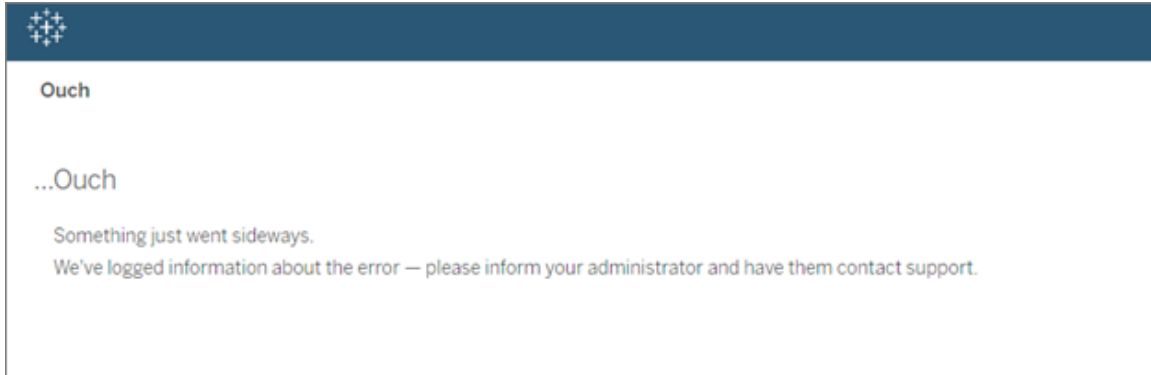 Ouch
...Ouch
Something just went sideways.
We've logged information about the error — please inform your administrator and have them contact support.